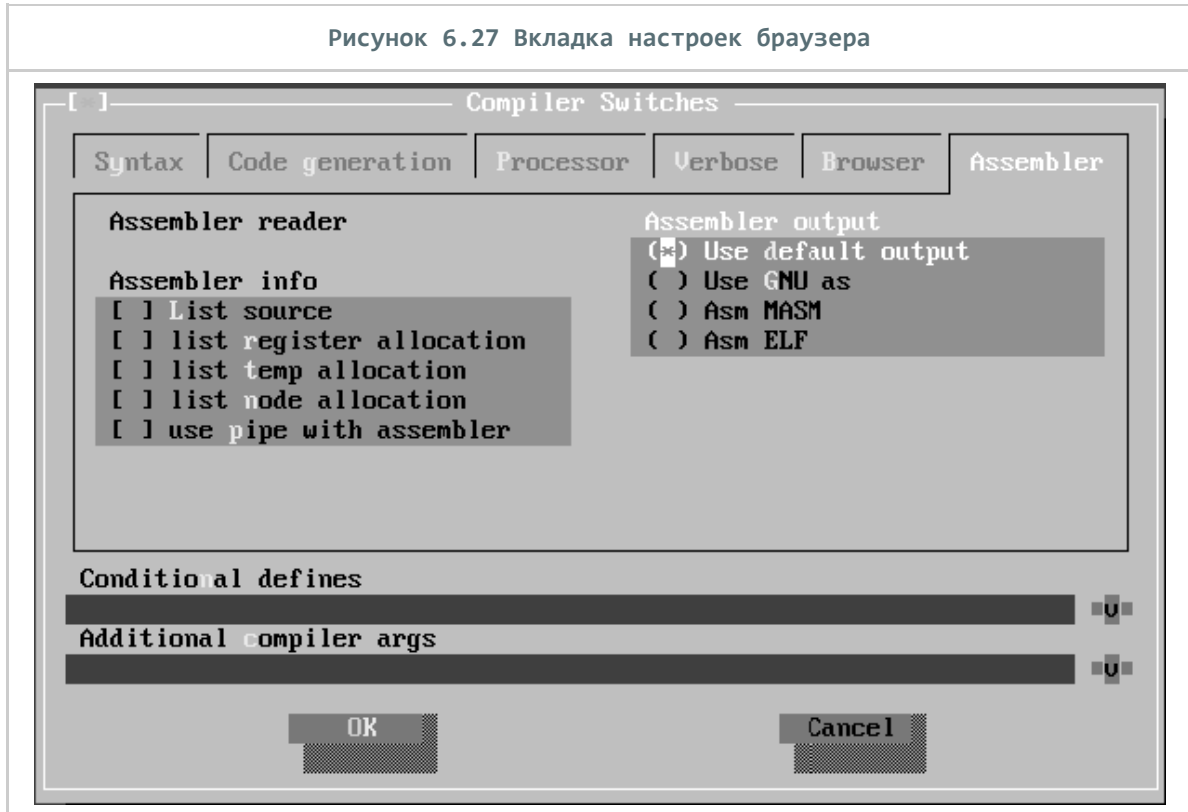 Рисунок 6.27 Вкладка настроек браузера
[■] Compiler Switches
Syntax Code generation Processor Verbose Browser Assembler
Assembler reader
Assembler info
[ ] List source
[ ] list register allocation
[ ] list temp allocation
[ ] list node allocation
[ ] use pipe with assembler
Assembler output
(*) Use default output
( ) Use GNU as
( ) Asm MASM
( ) Asm ELF
Conditional defines
Additional compiler args
OK Cancel